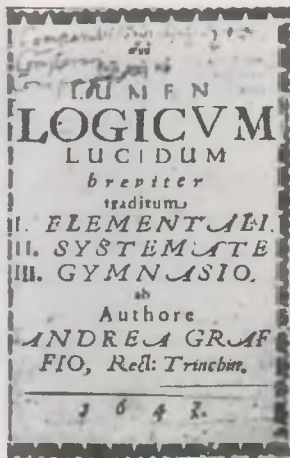 LUMEN
LOGICVM
LUCIDUM
breviter
traditum
I. ELEMENTALI.
II. SYSTEMATE
III. GYMNASIO.
ab
Authore
ANDREA GRAF
FIO, Rect: Trinchin.
1 6 4 2.